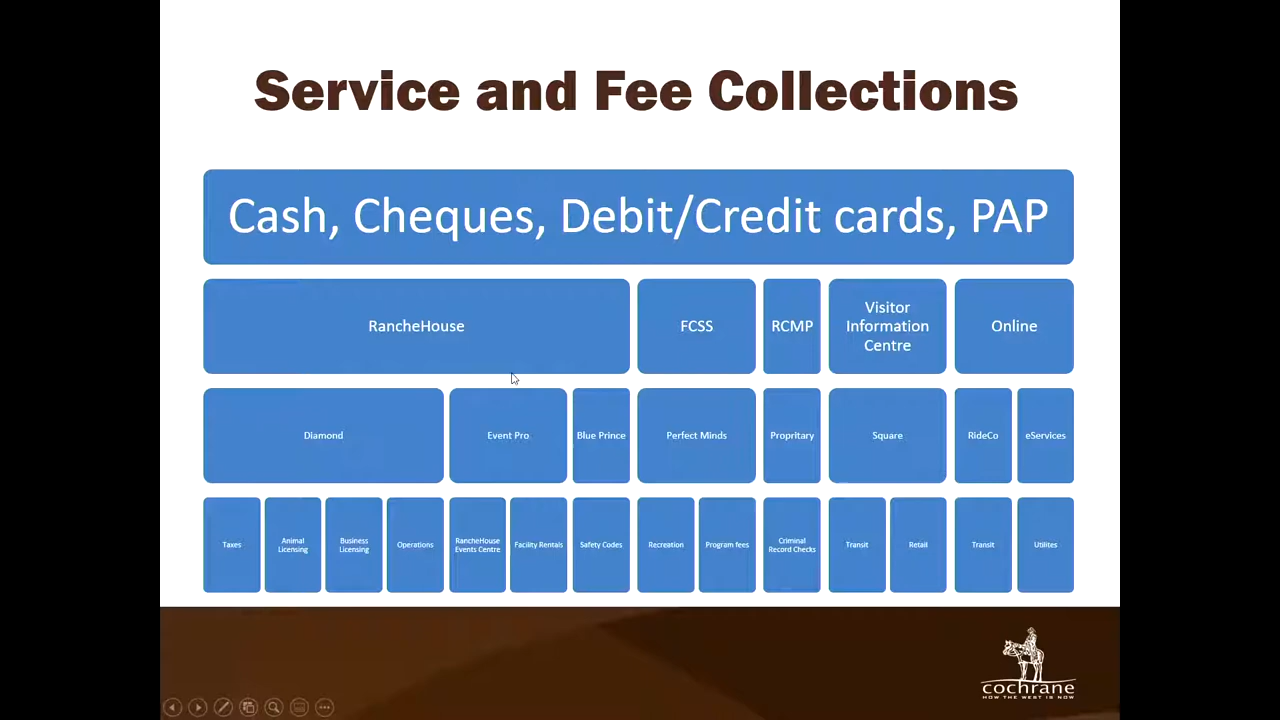 Service and Fee Collections
Cash, Cheques, Debit/Credit cards, PAP
RancheHouse
FCSS
RCMP
Visitor
Information
Centre
Online
Diamond
Event Pro
Blue Prince
Perfect Minds
Propritary
Square
RideCo
eServices
Taxes
Animal
Licensing
Business
Licensing
Operations
RancheHouse
Events Centre
Facility Rentals
Safety Codes
Recreation
Program fees
Criminal
Record Checks
Transit
Retail
Transit
Utilites
cochrane
HOW THE WEST IS NOW